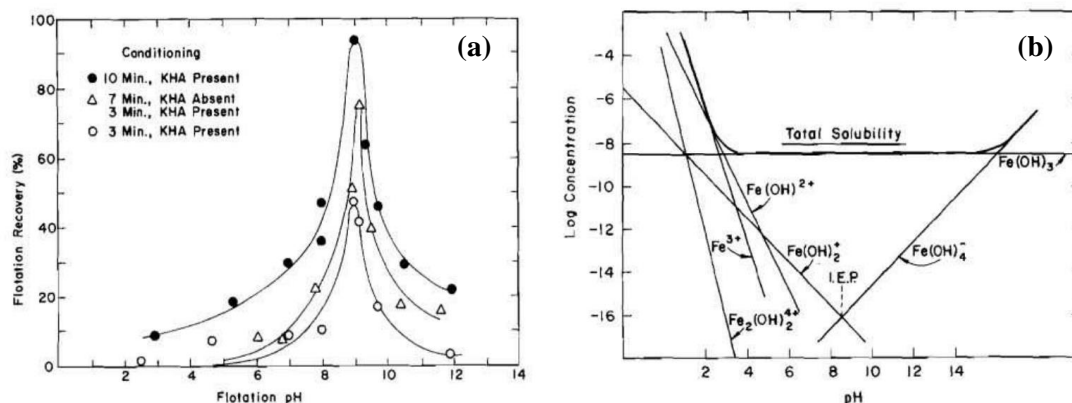 (a)
100
80
60
40
20
0
Flotation Recovery (%)
Conditioning
● 10 Min., KHA Present
△ 7 Min., KHA Absent
3 Min., KHA Present
○ 3 Min., KHA Present
2 4 6 8 10 12 14
Flotation pH
(b)
-4
-6
-8
-10
-12
-14
-16
Log Concentration
Total Solubility
Fe(OH)3
Fe(OH)²⁺
Fe³⁺
Fe(OH)₂⁺
Fe(OH)₄⁻
I.E.P.
Fe₂(OH)₂⁴⁺
2 4 6 8 10 12 14
pH